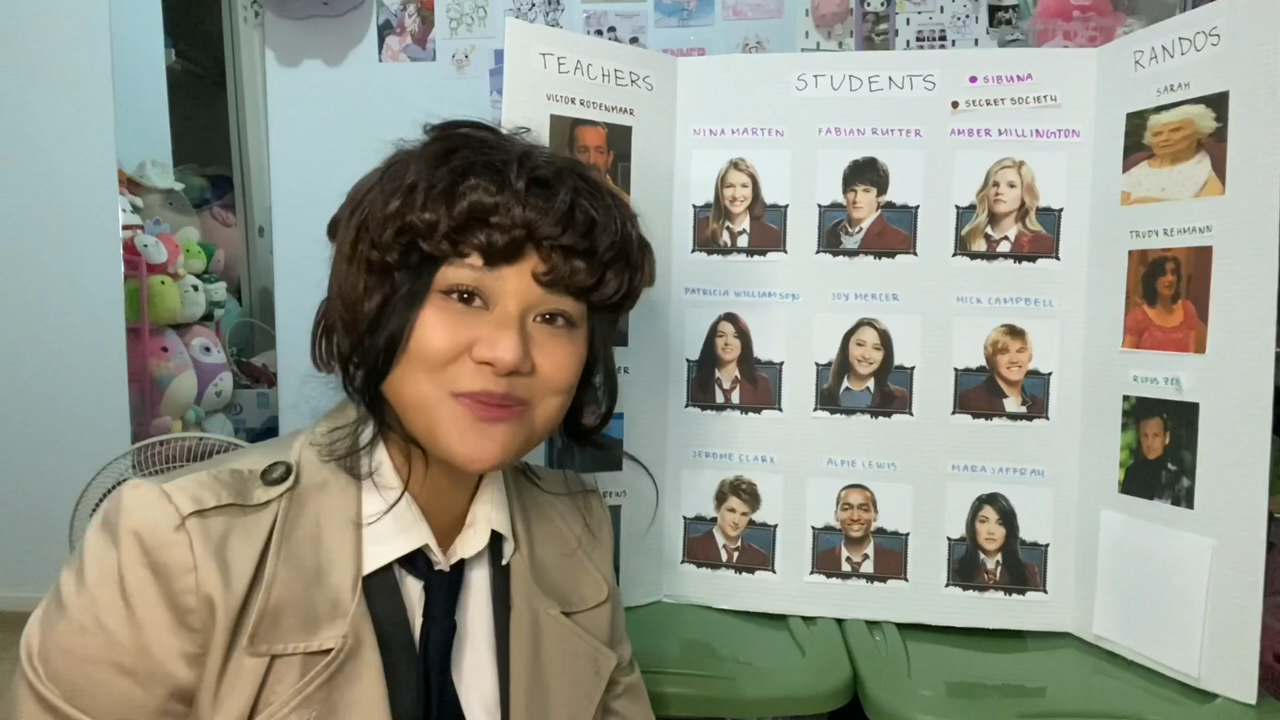 TEACHERS
VICTOR RODENMAAR
STUDENTS
SIBUNA
SECRET SOCIETY
NINA MARTEN
FABIAN RUTTER
AMBER MILLINGTON
PATRICIA WILLIAMSON
JOY MERCER
MICK CAMPBELL
JEROME CLARK
ALFIE LEWIS
MARA JAFFRAY
RANDOS
SARAH
TRUDY REHMANN
RUFUS